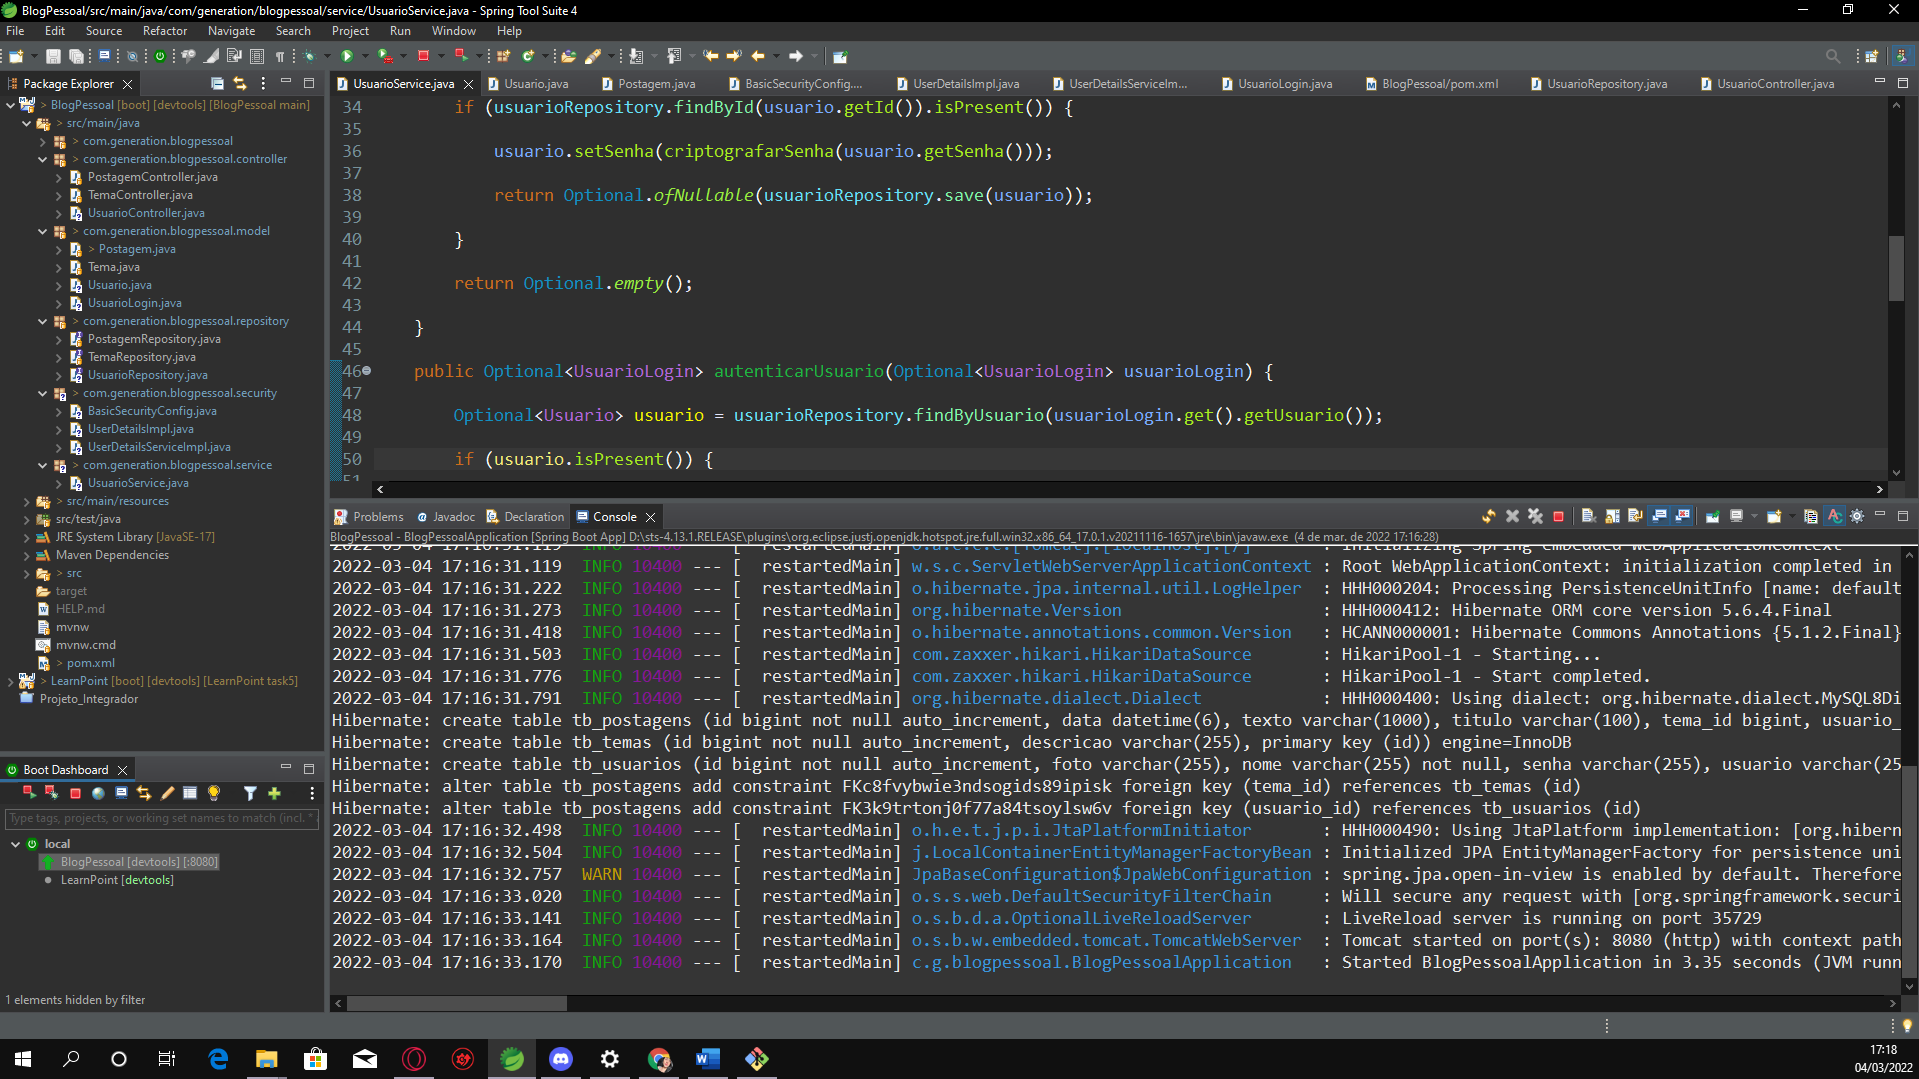 BlogPessoal/src/main/java/com/generation/blogpessoal/service/UsuarioService.java - Spring Tool Suite 4
File Edit Source Refactor Navigate Search Project Run Window Help
Package Explorer
BlogPessoal [boot] [devtools] [BlogPessoal main]
src/main/java
com.generation.blogpessoal
com.generation.blogpessoal.controller
PostagemController.java
TemaController.java
UsuarioController.java
com.generation.blogpessoal.model
Postagem.java
Tema.java
Usuario.java
UsuarioLogin.java
com.generation.blogpessoal.repository
PostagemRepository.java
TemaRepository.java
UsuarioRepository.java
com.generation.blogpessoal.security
BasicSecurityConfig.java
UserDetailsImpl.java
UserDetailsServiceImpl.java
com.generation.blogpessoal.service
UsuarioService.java
src/main/resources
src/test/java
JRE System Library [JavaSE-17]
Maven Dependencies
src
target
HELP.md
mvnw
mvnw.cmd
pom.xml
LearnPoint [boot] [devtools] [LearnPoint task5]
Projeto_Integrador
Boot Dashboard
Type tags, projects, or working set names to match (incl. *
local
BlogPessoal [devtools] [:8080]
LearnPoint [devtools]
1 elements hidden by filter
UsuarioService.java Usuario.java Postagem.java BasicSecurityConfig.... UserDetailsImpl.java UserDetailsServiceIm... UsuarioLogin.java BlogPessoal/pom.xml UsuarioRepository.java UsuarioController.java
34 if (usuarioRepository.findById(usuario.getId()).isPresent()) {
35
36 usuario.setSenha(criptografarSenha(usuario.getSenha()));
37
38 return Optional.ofNullable(usuarioRepository.save(usuario));
39
40 }
41
42 return Optional.empty();
43
44 }
45
46 public Optional<UsuarioLogin> autenticarUsuario(Optional<UsuarioLogin> usuarioLogin) {
47
48 Optional<Usuario> usuario = usuarioRepository.findByUsuario(usuarioLogin.get().getUsuario());
49
50 if (usuario.isPresent()) {
51
Problems Javadoc Declaration Console
BlogPessoal - BlogPessoalApplication [Spring Boot App] D:\sts-4.13.1.RELEASE\plugins\org.eclipse.justj.openjdk.hotspot.jre.full.win32.x86_64_17.0.1.v20211116-1657\jre\bin\javaw.exe (4 de mar. de 2022 17:16:28)
2022-03-04 17:16:31.119 INFO 10400 --- [ restartedMain] o.a.c.c.C.[Tomcat].[localhost].[/] : Initializing Spring embedded WebApplicationContext
2022-03-04 17:16:31.119 INFO 10400 --- [ restartedMain] w.s.c.ServletWebServerApplicationContext : Root WebApplicationContext: initialization completed in
2022-03-04 17:16:31.222 INFO 10400 --- [ restartedMain] o.hibernate.jpa.internal.util.LogHelper : HHH000204: Processing PersistenceUnitInfo [name: default
2022-03-04 17:16:31.273 INFO 10400 --- [ restartedMain] org.hibernate.Version : HHH000412: Hibernate ORM core version 5.6.4.Final
2022-03-04 17:16:31.418 INFO 10400 --- [ restartedMain] o.hibernate.annotations.common.Version : HCANN000001: Hibernate Commons Annotations {5.1.2.Final}
2022-03-04 17:16:31.503 INFO 10400 --- [ restartedMain] com.zaxxer.hikari.HikariDataSource : HikariPool-1 - Starting...
2022-03-04 17:16:31.776 INFO 10400 --- [ restartedMain] com.zaxxer.hikari.HikariDataSource : HikariPool-1 - Start completed.
2022-03-04 17:16:31.791 INFO 10400 --- [ restartedMain] org.hibernate.dialect.Dialect : HHH000400: Using dialect: org.hibernate.dialect.MySQL8Di
Hibernate: create table tb_postagens (id bigint not null auto_increment, data datetime(6), texto varchar(1000), titulo varchar(100), tema_id bigint, usuario_
Hibernate: create table tb_temas (id bigint not null auto_increment, descricao varchar(255), primary key (id)) engine=InnoDB
Hibernate: create table tb_usuarios (id bigint not null auto_increment, foto varchar(255), nome varchar(255) not null, senha varchar(255), usuario varchar(25
Hibernate: alter table tb_postagens add constraint FKc8fvybwie3ndsogids89ipisk foreign key (tema_id) references tb_temas (id)
Hibernate: alter table tb_postagens add constraint FK3k9trtonj0f77a84tsoylsw6v foreign key (usuario_id) references tb_usuarios (id)
2022-03-04 17:16:32.498 INFO 10400 --- [ restartedMain] o.h.e.t.j.p.i.JtaPlatformInitiator : HHH000490: Using JtaPlatform implementation: [org.hibern
2022-03-04 17:16:32.504 INFO 10400 --- [ restartedMain] j.LocalContainerEntityManagerFactoryBean : Initialized JPA EntityManagerFactory for persistence uni
2022-03-04 17:16:32.757 WARN 10400 --- [ restartedMain] JpaBaseConfiguration$JpaWebConfiguration : spring.jpa.open-in-view is enabled by default. Therefore
2022-03-04 17:16:33.020 INFO 10400 --- [ restartedMain] o.s.s.web.DefaultSecurityFilterChain : Will secure any request with [org.springframework.securi
2022-03-04 17:16:33.141 INFO 10400 --- [ restartedMain] o.s.b.d.a.OptionalLiveReloadServer : LiveReload server is running on port 35729
2022-03-04 17:16:33.164 INFO 10400 --- [ restartedMain] o.s.b.w.embedded.tomcat.TomcatWebServer : Tomcat started on port(s): 8080 (http) with context path
2022-03-04 17:16:33.170 INFO 10400 --- [ restartedMain] c.g.blogpessoal.BlogPessoalApplication : Started BlogPessoalApplication in 3.35 seconds (JVM runn
17:18
04/03/2022